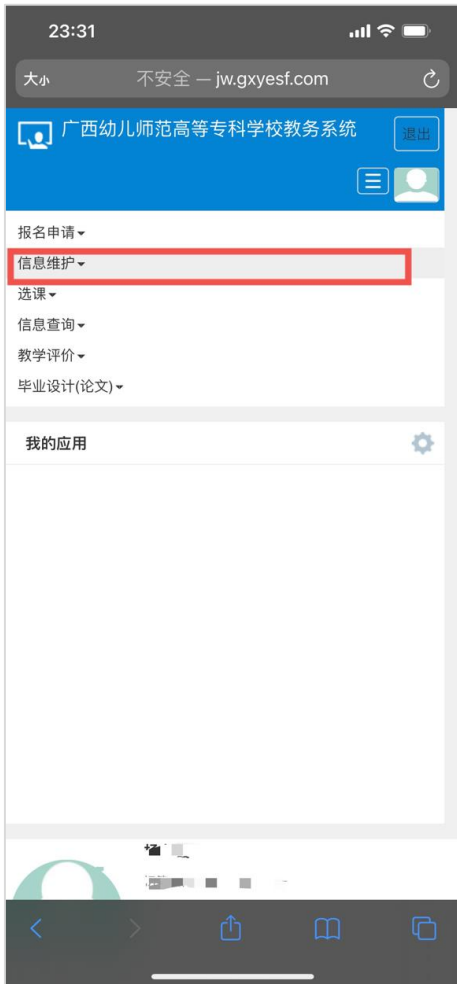 23:31
大小 不安全 — jw.gxyesf.com
广西幼儿师范高等专科学校教务系统 退出
报名申请
信息维护
选课
信息查询
教学评价
毕业设计(论文)
我的应用